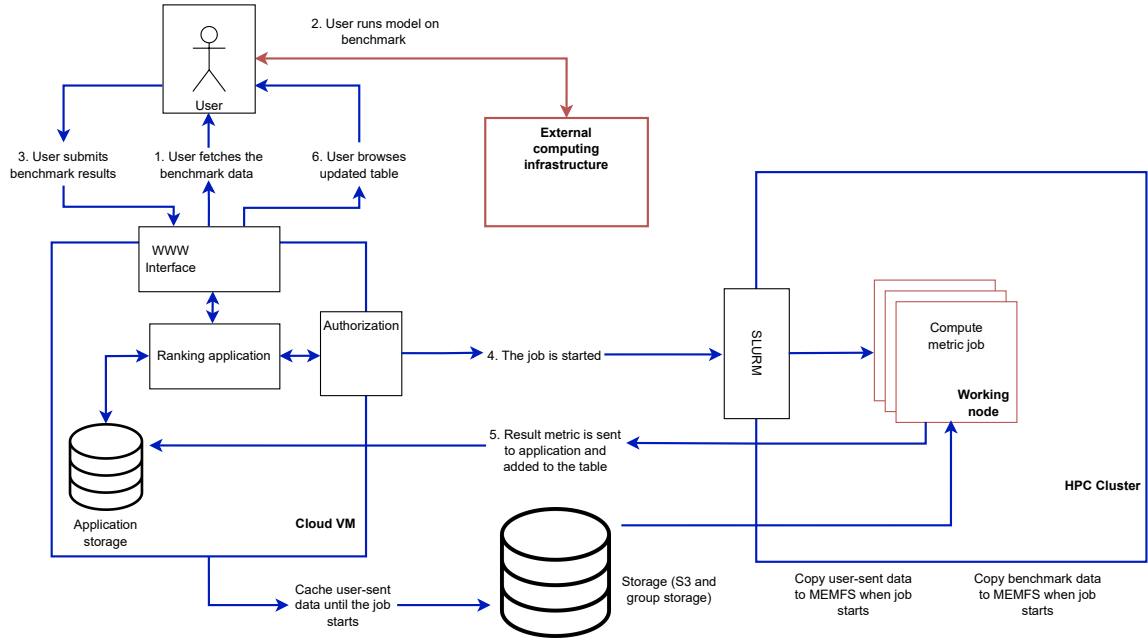 2. User runs model on
benchmark
User
External
computing
infrastructure
3. User submits
benchmark results
1. User fetches the
benchmark data
6. User browses
updated table
WWW
Interface
Authorization
Ranking application
4. The job is started
SLURM
Compute
metric job
Working
node
5. Result metric is sent
to application and
added to the table
HPC Cluster
Application
storage
Cloud VM
Cache user-sent
data until the job
starts
Storage (S3 and
group storage)
Copy user-sent data
to MEMFS when job
starts
Copy benchmark data
to MEMFS when job
starts